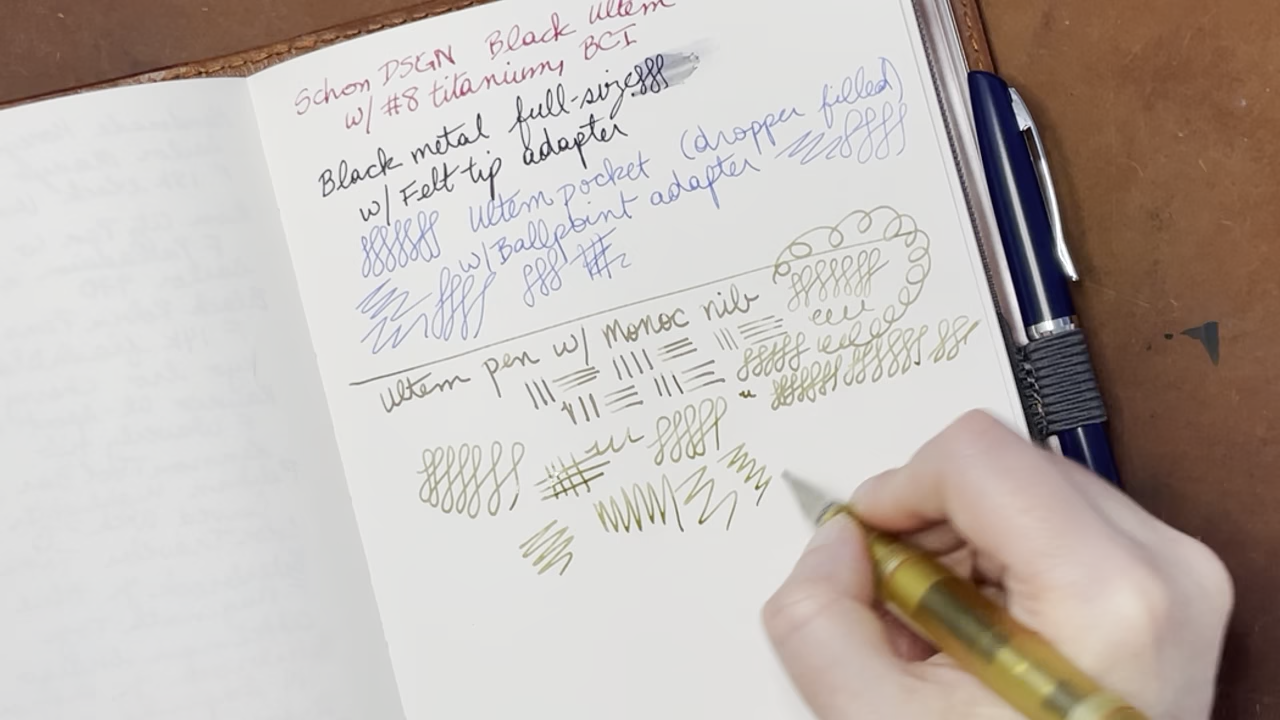 Schon DSGN Black Ultem
w/ #8 titanium, BCI
Black metal full-size
w/ Felt tip adapter
Ultem pocket (dropper filled)
w/ Ballpoint adapter
Ultem pen w/ Monoc nib